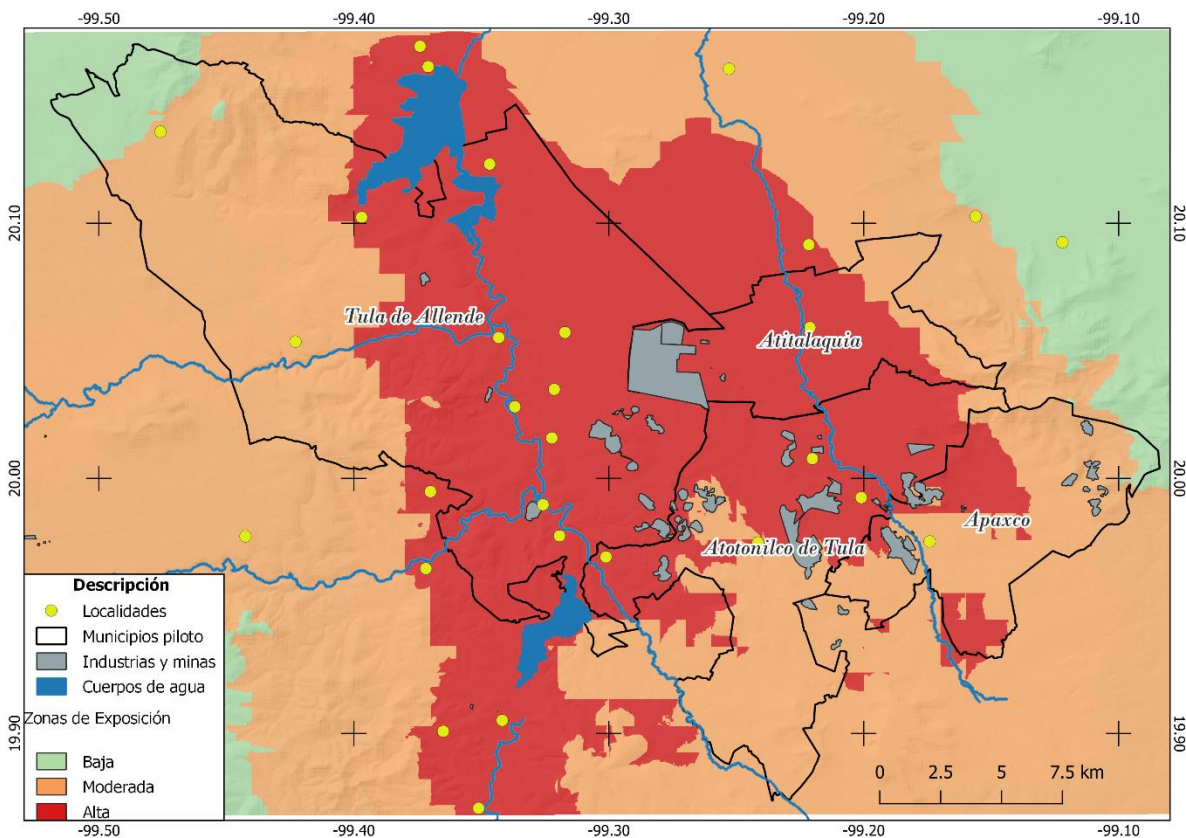 -99.50 -99.40 -99.30 -99.20 -99.10
20.10 20.10
Tula de Allende
Atitalaquia
20.00 20.00
Apaxco
Atotonilco de Tula
Descripción
Localidades
Municipios piloto
Industrias y minas
Cuerpos de agua
Zonas de Exposición
19.90 19.90
Baja
Moderada
Alta
0 2.5 5 7.5 km
-99.50 -99.40 -99.30 -99.20 -99.10